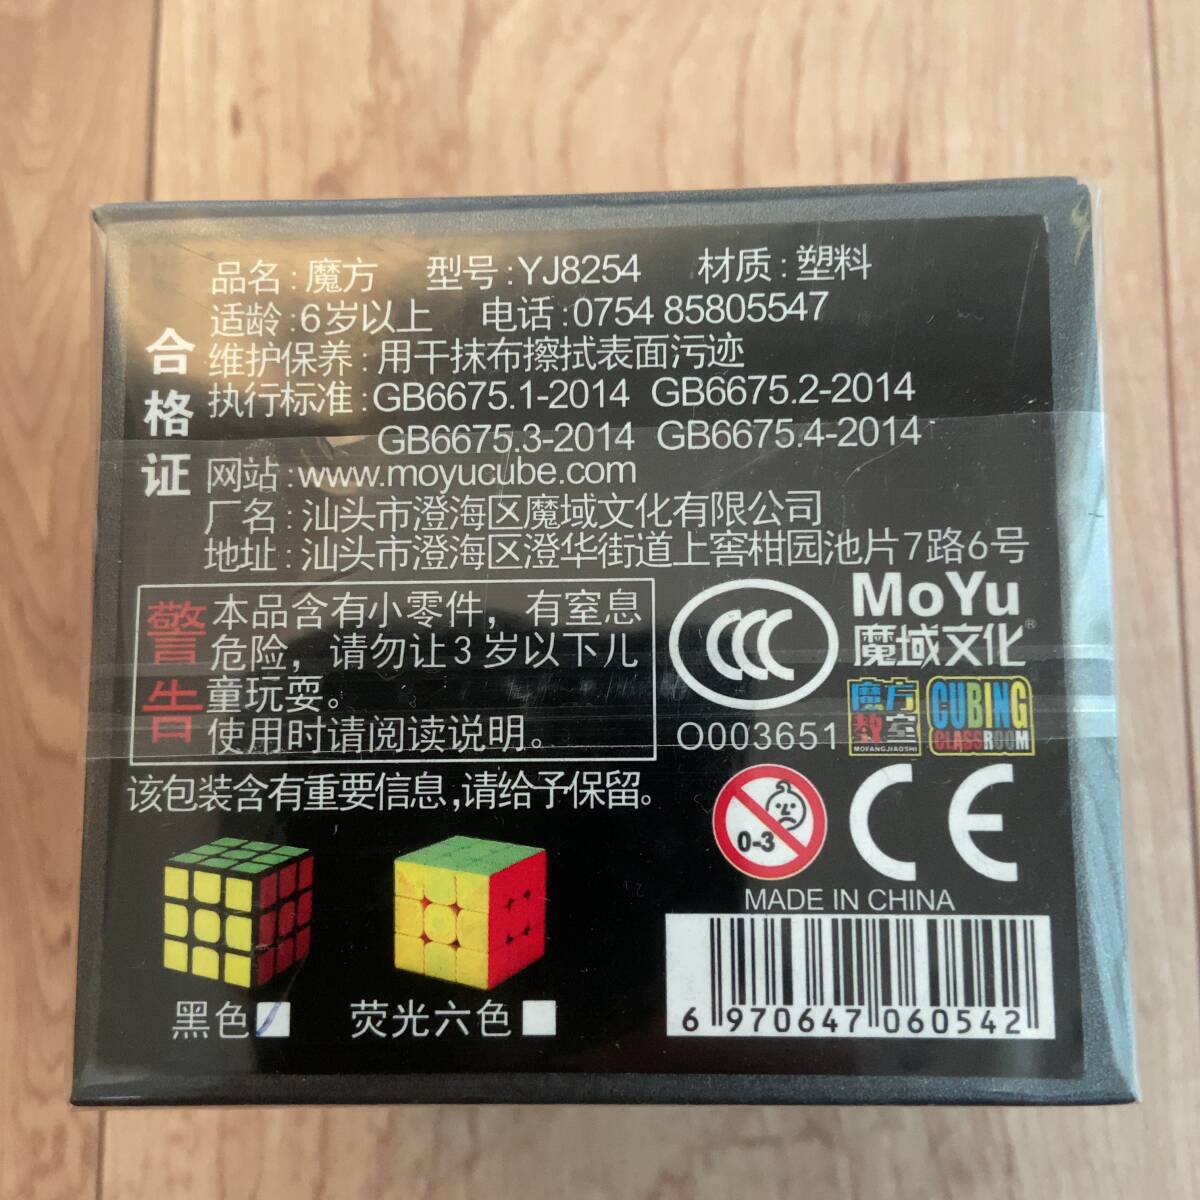 合格证
品名：魔方 型号：YJ8254 材质：塑料
适龄：6岁以上 电话：0754 85805547
维护保养：用干抹布擦拭表面污迹
执行标准：GB6675.1-2014 GB6675.2-2014
GB6675.3-2014 GB6675.4-2014
网站：www.moyucube.com
厂名：汕头市澄海区魔域文化有限公司
地址：汕头市澄海区澄华街道上窖柑园池片7路6号
警告
本品含有小零件，有窒息
危险，请勿让3岁以下儿
童玩耍。
使用时请阅读说明。
该包装含有重要信息,请给予保留。
CCC
O003651
MoYu
魔域文化®
魔方教室
MOFANGJIAOSHI
CUBING
CLASSROOM
0-3
CE
MADE IN CHINA
黑色
荧光六色
6 970647 060542